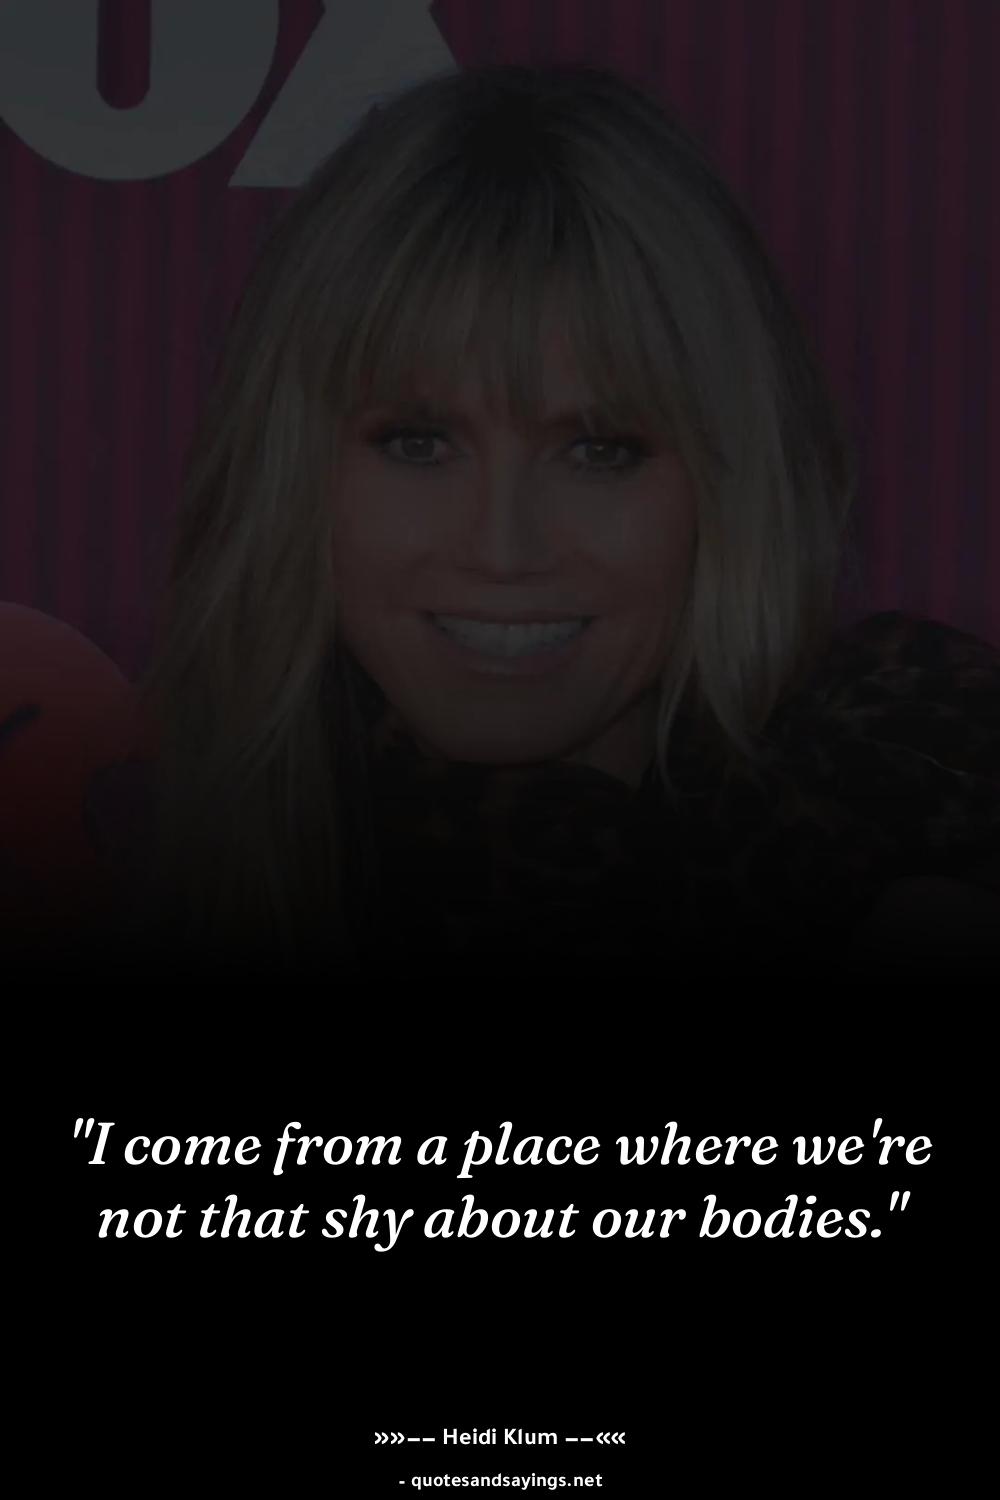 "I come from a place where we're
not that shy about our bodies."
»»−− Heidi Klum −−««
- quotesandsayings.net